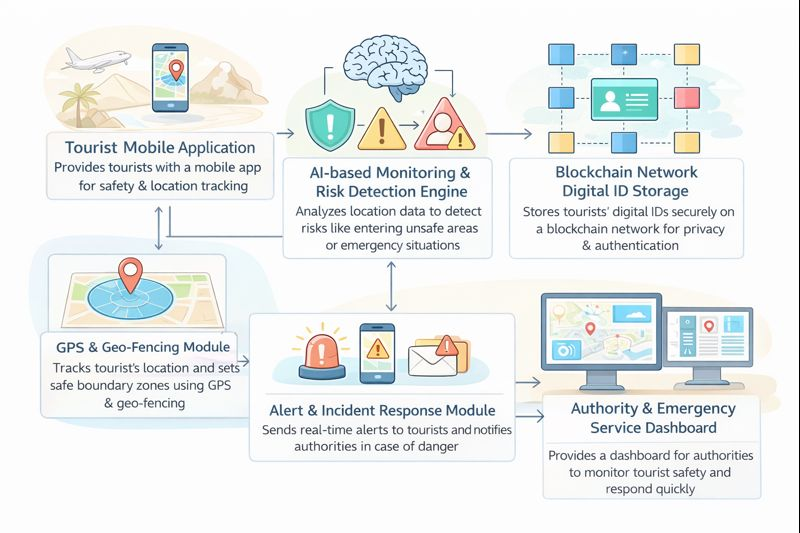 Tourist Mobile Application
Provides tourists with a mobile app
for safety & location tracking
AI-based Monitoring &
Risk Detection Engine
Analyzes location data to detect
risks like entering unsafe areas
or emergency situations
Blockchain Network
Digital ID Storage
Stores tourists' digital IDs securely on
a blockchain network for privacy
& authentication
GPS & Geo-Fencing Module
Tracks tourist's location and sets
safe boundary zones using GPS
& geo-fencing
Alert & Incident Response Module
Sends real-time alerts to tourists and notifies
authorities in case of danger
Authority & Emergency
Service Dashboard
Provides a dashboard for authorities
to monitor tourist safety and
respond quickly